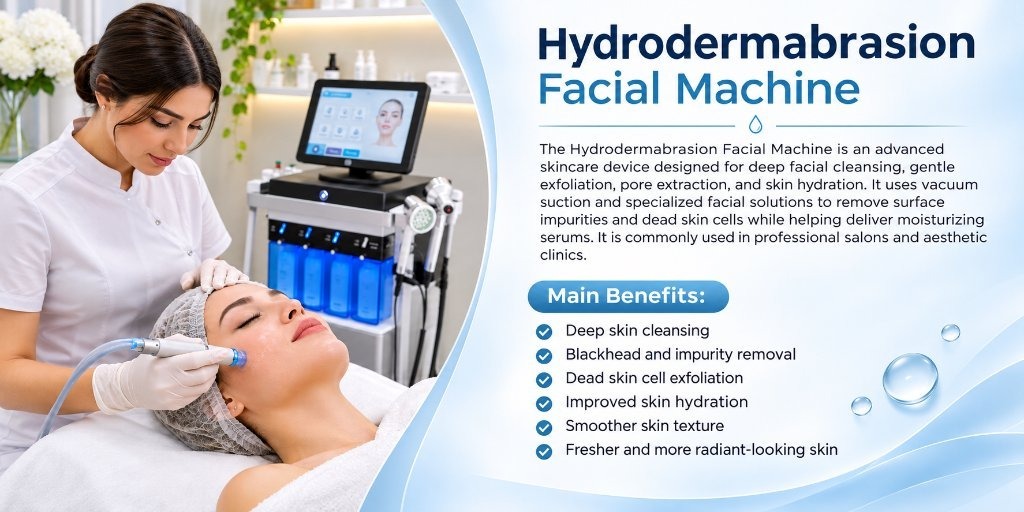 Hydrodermabrasion
Facial Machine
The Hydrodermabrasion Facial Machine is an advanced
skincare device designed for deep facial cleansing, gentle
exfoliation, pore extraction, and skin hydration. It uses vacuum
suction and specialized facial solutions to remove surface
impurities and dead skin cells while helping deliver moisturizing
serums. It is commonly used in professional salons and aesthetic
clinics.
Main Benefits:
Deep skin cleansing
Blackhead and impurity removal
Dead skin cell exfoliation
Improved skin hydration
Smoother skin texture
Fresher and more radiant-looking skin